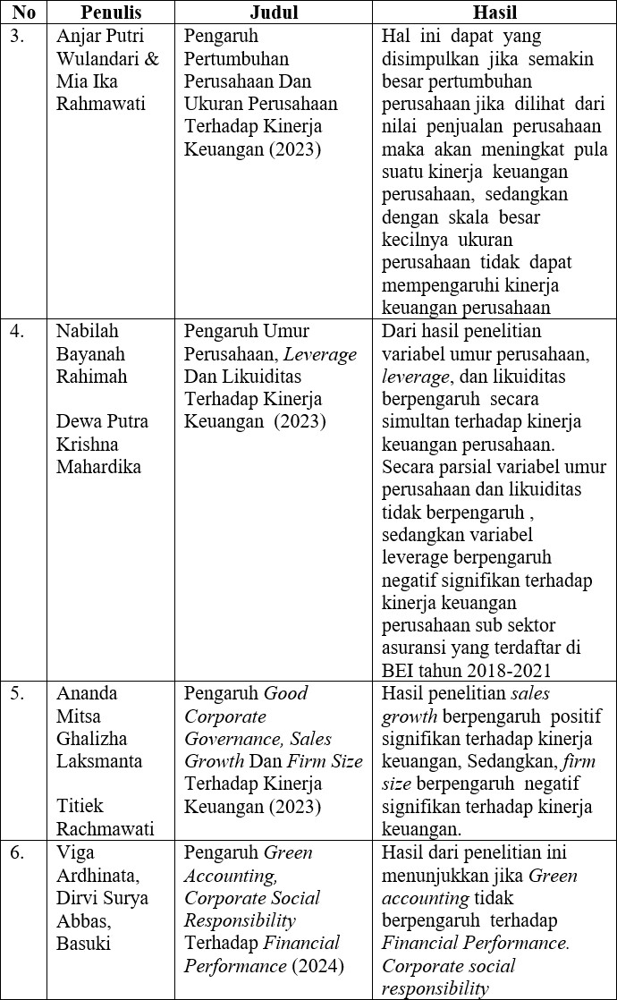 No Penulis Judul Hasil
3. Anjar Putri
Wulandari &
Mia Ika
Rahmawati
Pengaruh
Pertumbuhan
Perusahaan Dan
Ukuran Perusahaan
Terhadap Kinerja
Keuangan (2023)
Hal ini dapat yang
disimpulkan jika semakin
besar pertumbuhan
perusahaan jika dilihat dari
nilai penjualan perusahaan
maka akan meningkat pula
suatu kinerja keuangan
perusahaan, sedangkan
dengan skala besar
kecilnya ukuran
perusahaan tidak dapat
mempengaruhi kinerja
keuangan perusahaan
4. Nabilah
Bayanah
Rahimah
Dewa Putra
Krishna
Mahardika
Pengaruh Umur
Perusahaan, Leverage
Dan Likuiditas
Terhadap Kinerja
Keuangan (2023)
Dari hasil penelitian
variabel umur perusahaan,
leverage, dan likuiditas
berpengaruh secara
simultan terhadap kinerja
keuangan perusahaan.
Secara parsial variabel umur
perusahaan dan likuiditas
tidak berpengaruh ,
sedangkan variabel
leverage berpengaruh
negatif signifikan terhadap
kinerja keuangan
perusahaan sub sektor
asuransi yang terdaftar di
BEI tahun 2018-2021
5. Ananda
Mitsa
Ghalizha
Laksmanta
Titiek
Rachmawati
Pengaruh Good
Corporate
Governance, Sales
Growth Dan Firm Size
Terhadap Kinerja
Keuangan (2023)
Hasil penelitian sales
growth berpengaruh positif
signifikan terhadap kinerja
keuangan, Sedangkan, firm
size berpengaruh negatif
signifikan terhadap kinerja
keuangan.
6. Viga
Ardhinata,
Dirvi Surya
Abbas,
Basuki
Pengaruh Green
Accounting,
Corporate Social
Responsibility
Terhadap Financial
Performance (2024)
Hasil dari penelitian ini
menunjukkan jika Green
accounting tidak
berpengaruh terhadap
Financial Performance.
Corporate social
responsibility